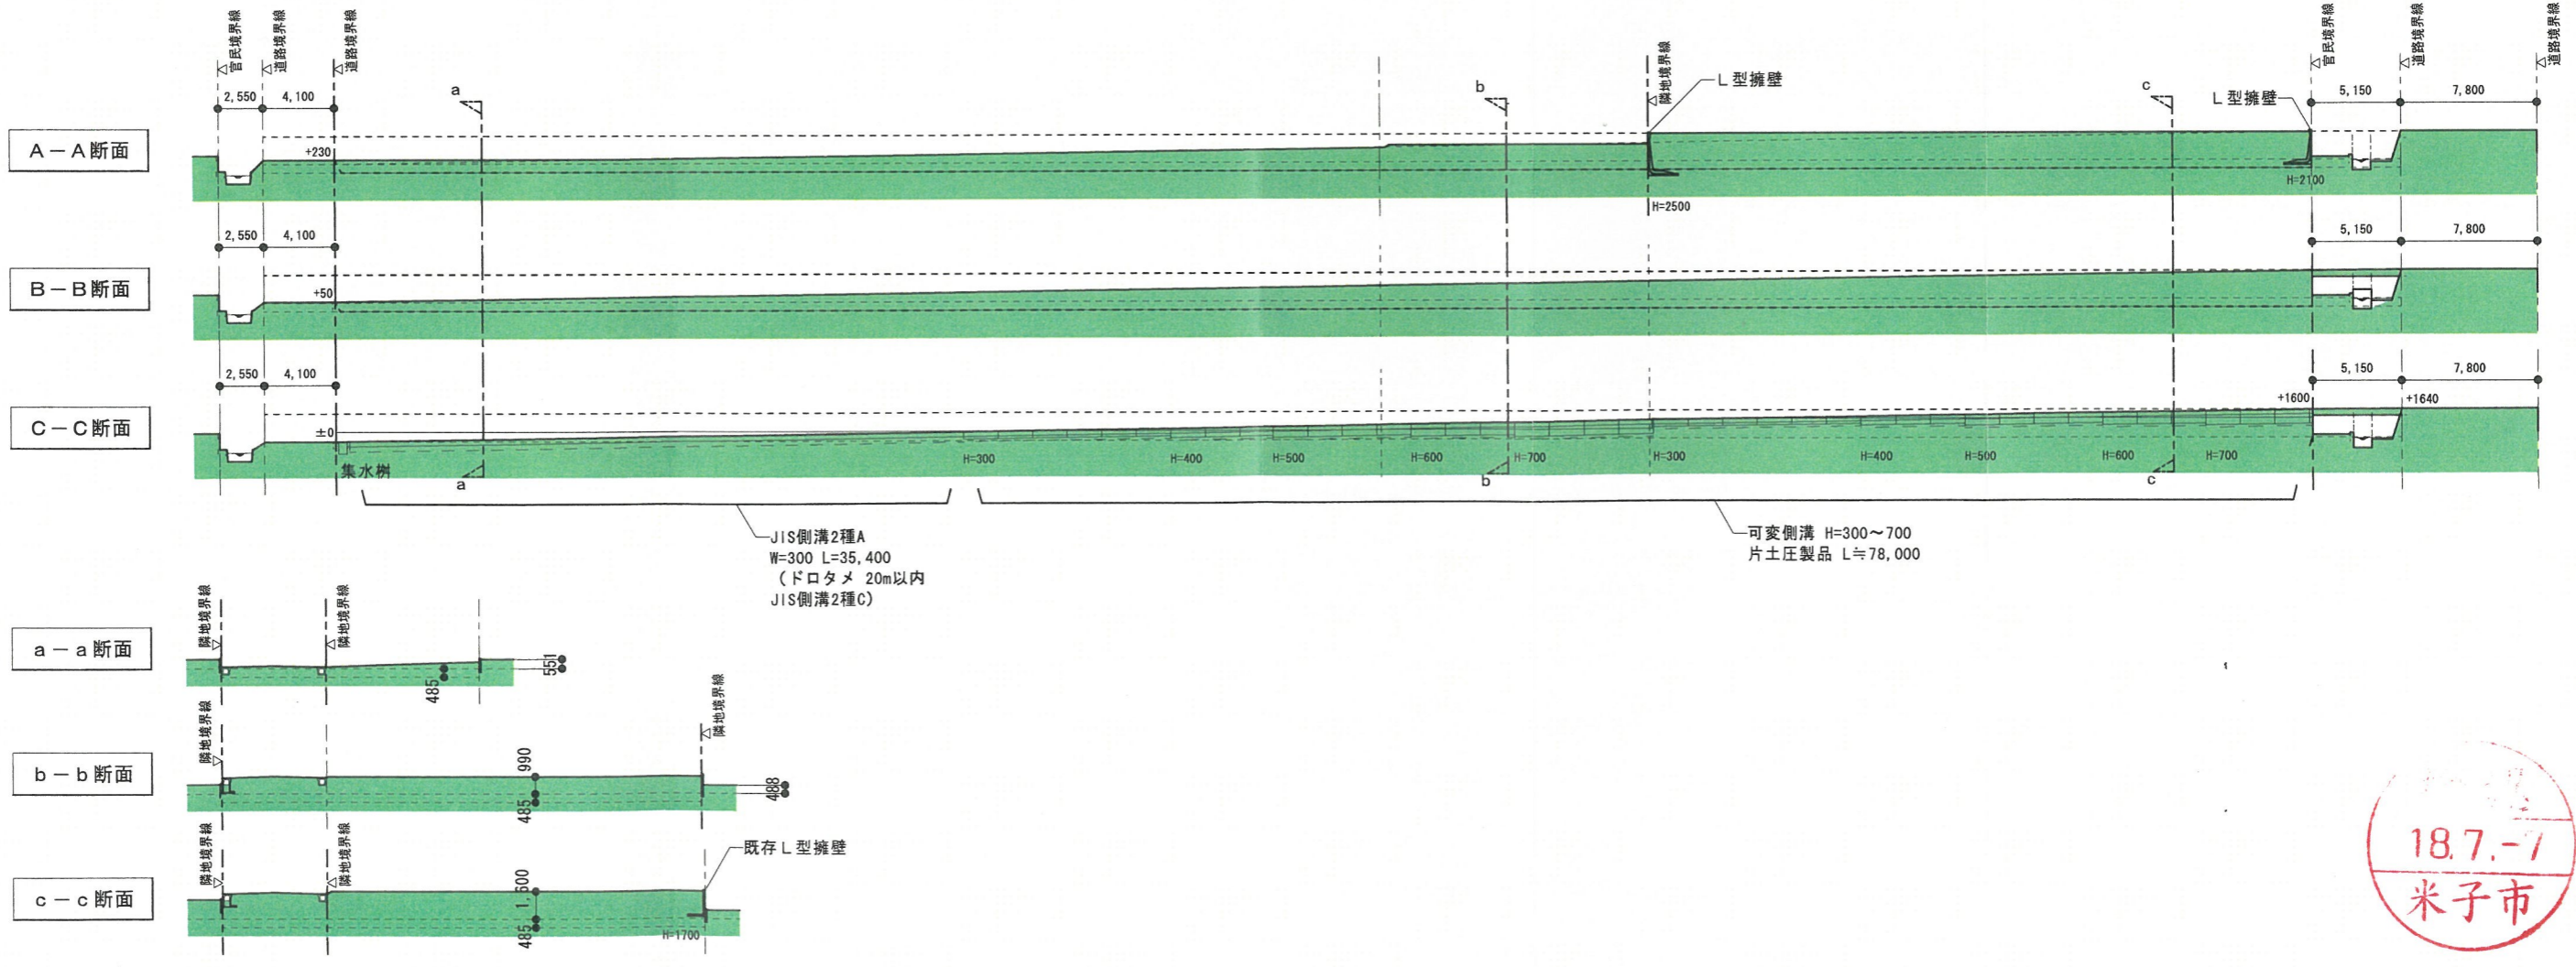 官民境界線
道路境界線
道路境界線
隣地境界線
官民境界線
道路境界線
道路境界線
2,550
4,100
a
b
L型擁壁
c
L型擁壁
5,150
7,800
A－A断面
+230
H=2500
H=2100
2,550
4,100
5,150
7,800
B－B断面
+50
2,550
4,100
5,150
7,800
C－C断面
±0
+1600
+1640
集水桝
a
H=300
H=400
H=500
H=600
b
H=700
H=300
H=400
H=500
H=600
c
H=700
JIS側溝2種A
W=300 L=35,400
(ドロタメ 20m以内
JIS側溝2種C)
可変側溝 H=300～700
片土圧製品 L≒78,000
隣地境界線
隣地境界線
a－a断面
551
485
隣地境界線
隣地境界線
b－b断面
990
488
485
隣地境界線
隣地境界線
既存L型擁壁
c－c断面
1,600
485
H=1700
18.7.-7
米子市